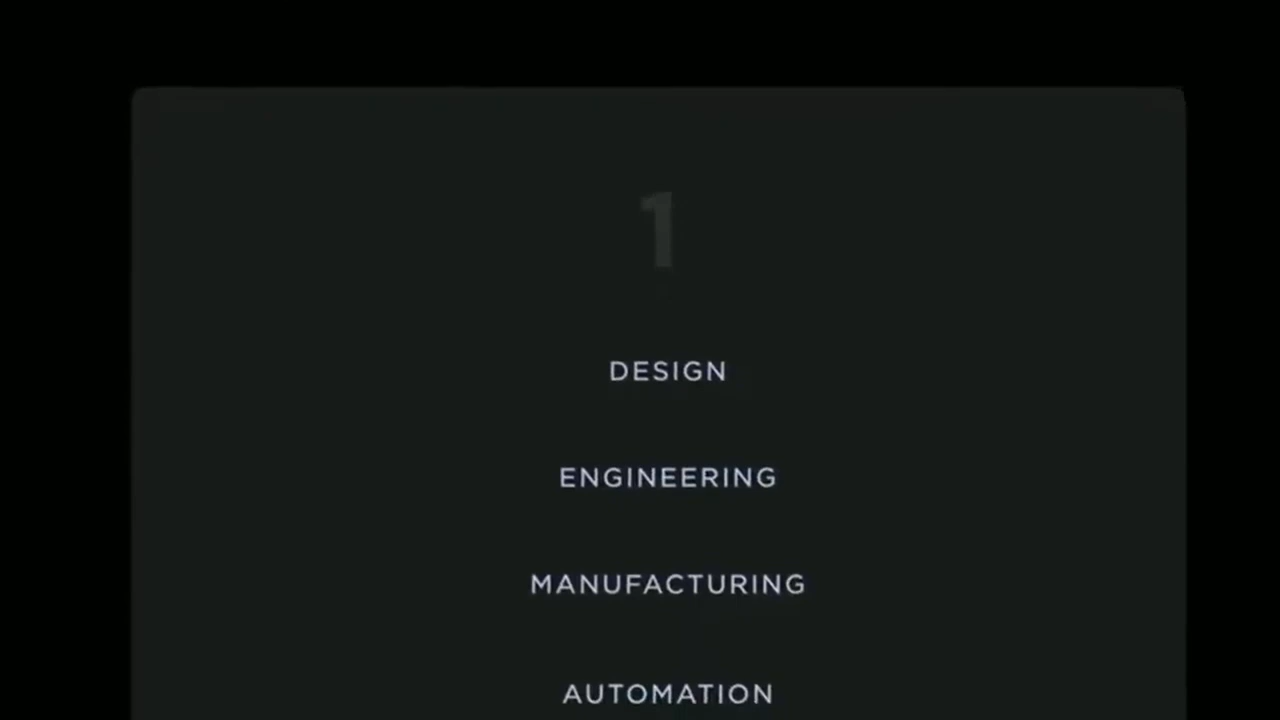 1
DESIGN
ENGINEERING
MANUFACTURING
AUTOMATION